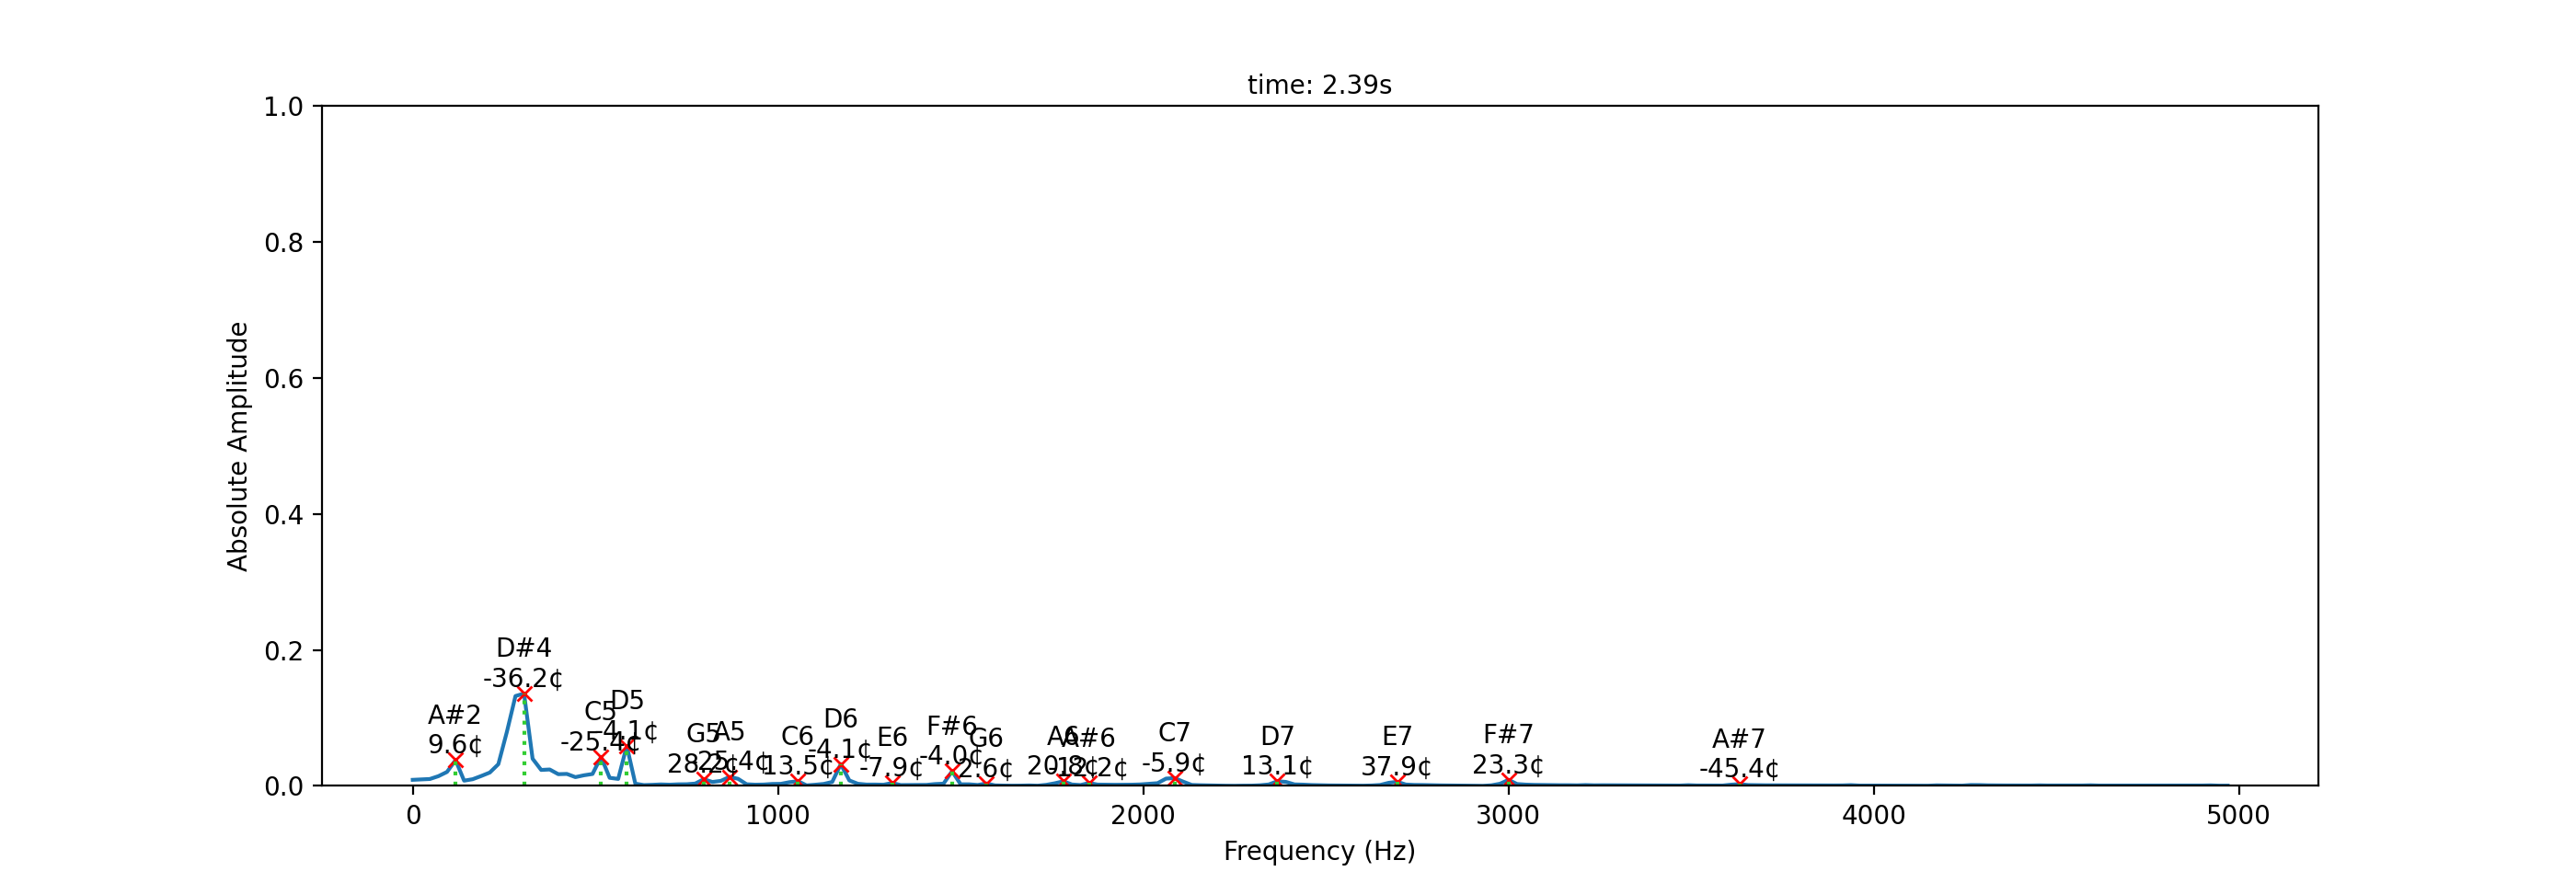 time: 2.39s
1.0
0.8
0.6
0.4
0.2
0.0
Absolute Amplitude
A#2
9.6¢
D#4
-36.2¢
C5
-25.4¢
D5
-4.1¢
G5
28.2¢
A5
-25.4¢
C6
13.5¢
D6
-4.1¢
E6
-7.9¢
F#6
-4.0¢
G6
2.6¢
A6
20.8¢
A#6
-12.2¢
C7
-5.9¢
D7
13.1¢
E7
37.9¢
F#7
23.3¢
A#7
-45.4¢
0
1000
2000
3000
4000
5000
Frequency (Hz)